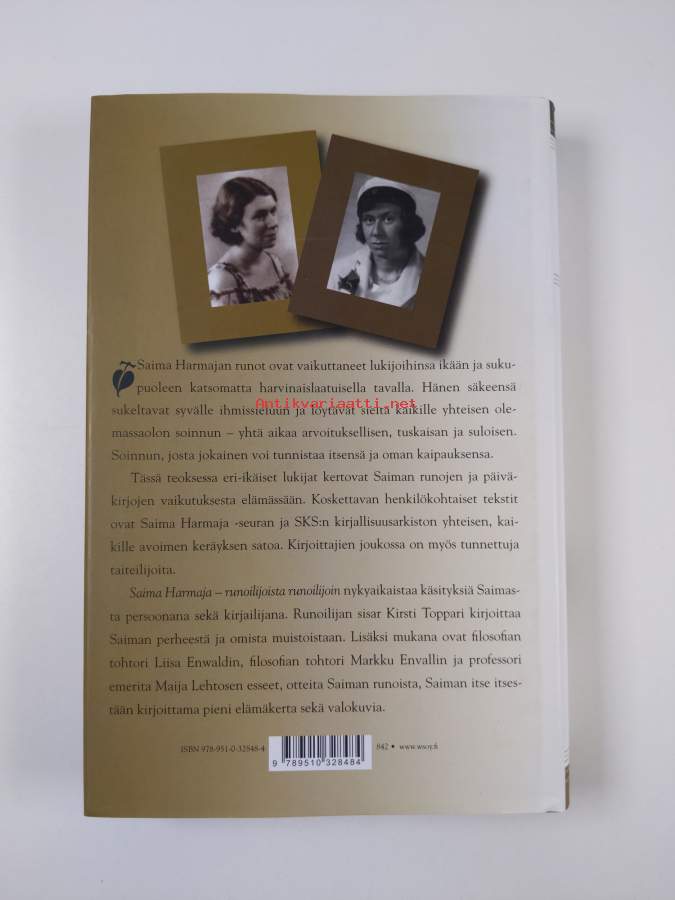 Saima Harmajan runot ovat vaikuttaneet lukijoihinsa ikään ja suku-
puoleen katsomatta harvinaislaatuisella tavalla. Hänen säkeensä
sukeltavat syvälle ihmissieluun ja löytävät sieltä kaikille yhteisen ole-
Antikvariaatti.net
massaolon soinnun – yhtä aikaa arvoituksellisen, tuskaisan ja suloisen.
Soinnun, josta jokainen voi tunnistaa itsensä ja oman kaipauksensa.
Tässä teoksessa eri-ikäiset lukijat kertovat Saiman runojen ja päivä-
kirjojen vaikutuksesta elämässään. Koskettavan henkilökohtaiset tekstit
ovat Saima Harmaja -seuran ja SKS:n kirjallisuusarkiston yhteisen, kai-
kille avoimen keräyksen satoa. Kirjoittajien joukossa on myös tunnettuja
taiteilijoita.
Saima Harmaja – runoilijoista runoilijoin nykyaikaistaa käsityksiä Saimas-
ta persoonana sekä kirjailijana. Runoilijan sisar Kirsti Toppari kirjoittaa
Saiman perheestä ja omista muistoistaan. Lisäksi mukana ovat filosofian
tohtori Liisa Enwaldin, filosofian tohtori Markku Envallin ja professori
emerita Maija Lehtosen esseet, otteita Saiman runoista, Saiman itse itses-
tään kirjoittama pieni elämäkerta sekä valokuvia.
ISBN 978-951-0-32848-4
842 • www.wsoy.fi
9 789510 328484